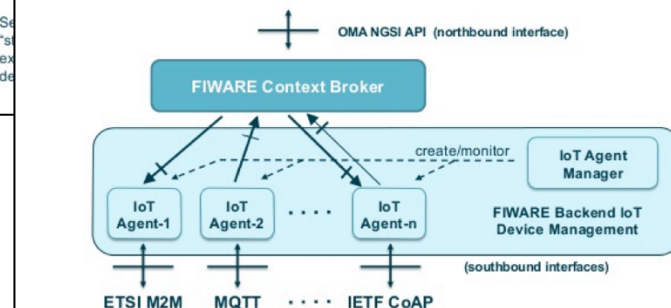 OMA NGSI API (northbound interface)
FIWARE Context Broker
create/monitor
IoT Agent
Manager
IoT
Agent-1
IoT
Agent-2
. . . .
IoT
Agent-n
FIWARE Backend IoT
Device Management
(southbound interfaces)
ETSI M2M
MQTT
. . . .
IETF CoAP